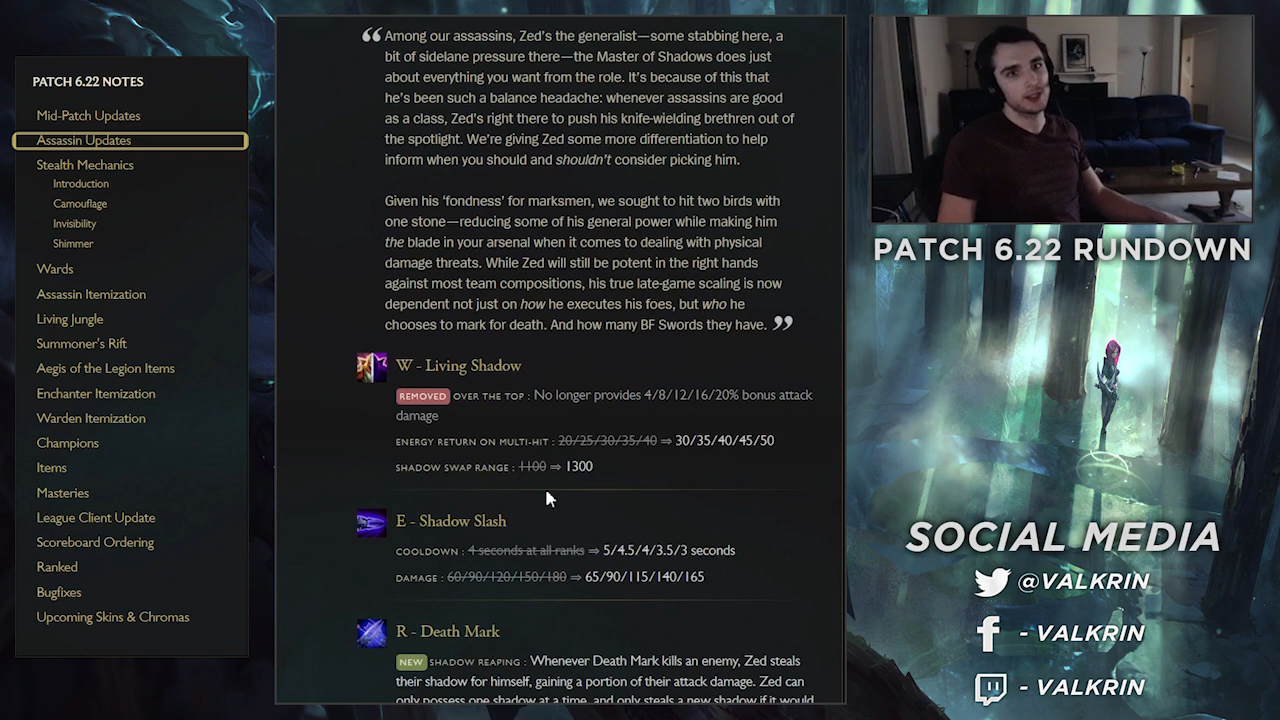 PATCH 6.22 NOTES
Mid-Patch Updates
Assassin Updates
Stealth Mechanics
Introduction
Camouflage
Invisibility
Shimmer
Wards
Assassin Itemization
Living Jungle
Summoner's Rift
Aegis of the Legion Items
Enchanter Itemization
Warden Itemization
Champions
Items
Masteries
League Client Update
Scoreboard Ordering
Ranked
Bugfixes
Upcoming Skins & Chromas
“Among our assassins, Zed's the generalist—some stabbing here, a
bit of sidelane pressure there—the Master of Shadows does just
about everything you want from the role. It's because of this that
he's been such a balance headache: whenever assassins are good
as a class, Zed's right there to push his knife-wielding brethren out of
the spotlight. We're giving Zed some more differentiation to help
inform when you should and shouldn't consider picking him.
Given his ‘fondness’ for marksmen, we sought to hit two birds with
one stone—reducing some of his general power while making him
the blade in your arsenal when it comes to dealing with physical
damage threats. While Zed will still be potent in the right hands
against most team compositions, his true late-game scaling is now
dependent not just on how he executes his foes, but who he
chooses to mark for death. And how many BF Swords they have.”
W - Living Shadow
REMOVED OVER THE TOP : No longer provides 4/8/12/16/20% bonus attack
damage
ENERGY RETURN ON MULTI-HIT : 20/25/30/35/40 ⇒ 30/35/40/45/50
SHADOW SWAP RANGE : 1100 ⇒ 1300
E - Shadow Slash
COOLDOWN : 4 seconds at all ranks ⇒ 5/4.5/4/3.5/3 seconds
DAMAGE : 60/90/120/150/180 ⇒ 65/90/115/140/165
R - Death Mark
NEW SHADOW REAPING : Whenever Death Mark kills an enemy, Zed steals
their shadow for himself, gaining a portion of their attack damage. Zed can
only possess one shadow at a time, and only steals a new shadow if it would
PATCH 6.22 RUNDOWN
SOCIAL MEDIA
@VALKRIN
- VALKRIN
- VALKRIN